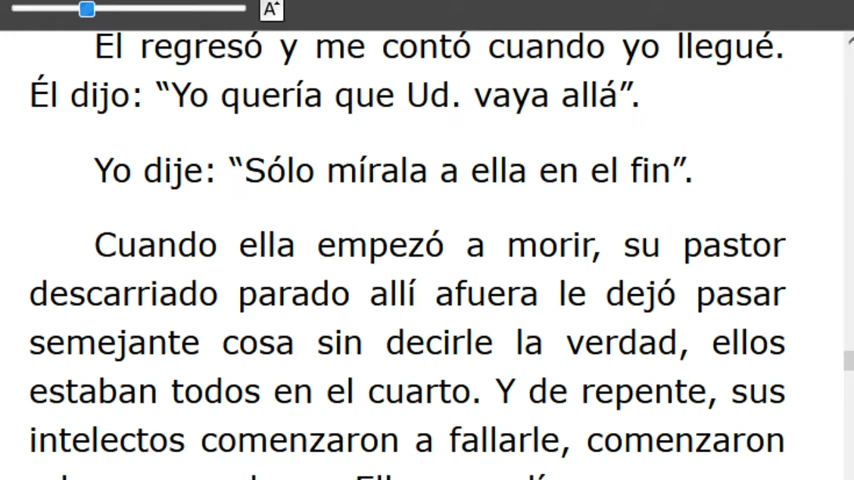 A
El regresó y me contó cuando yo llegué.
Él dijo: “Yo quería que Ud. vaya allá”.
Yo dije: “Sólo mírala a ella en el fin”.
Cuando ella empezó a morir, su pastor
descarriado parado allí afuera le dejó pasar
semejante cosa sin decirle la verdad, ellos
estaban todos en el cuarto. Y de repente, sus
intelectos comenzaron a fallarle, comenzaron